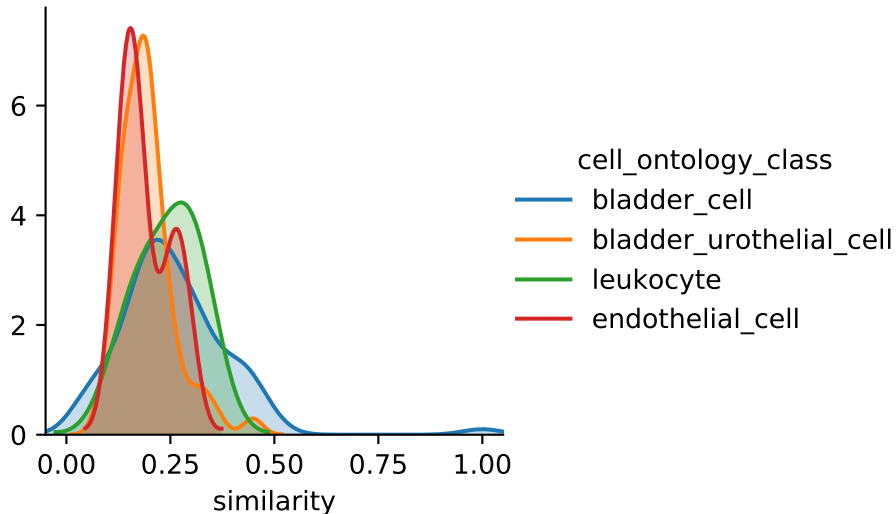 6
4
2
0
0.00 0.25 0.50 0.75 1.00
similarity
cell_ontology_class
bladder_cell
bladder_urothelial_cell
leukocyte
endothelial_cell